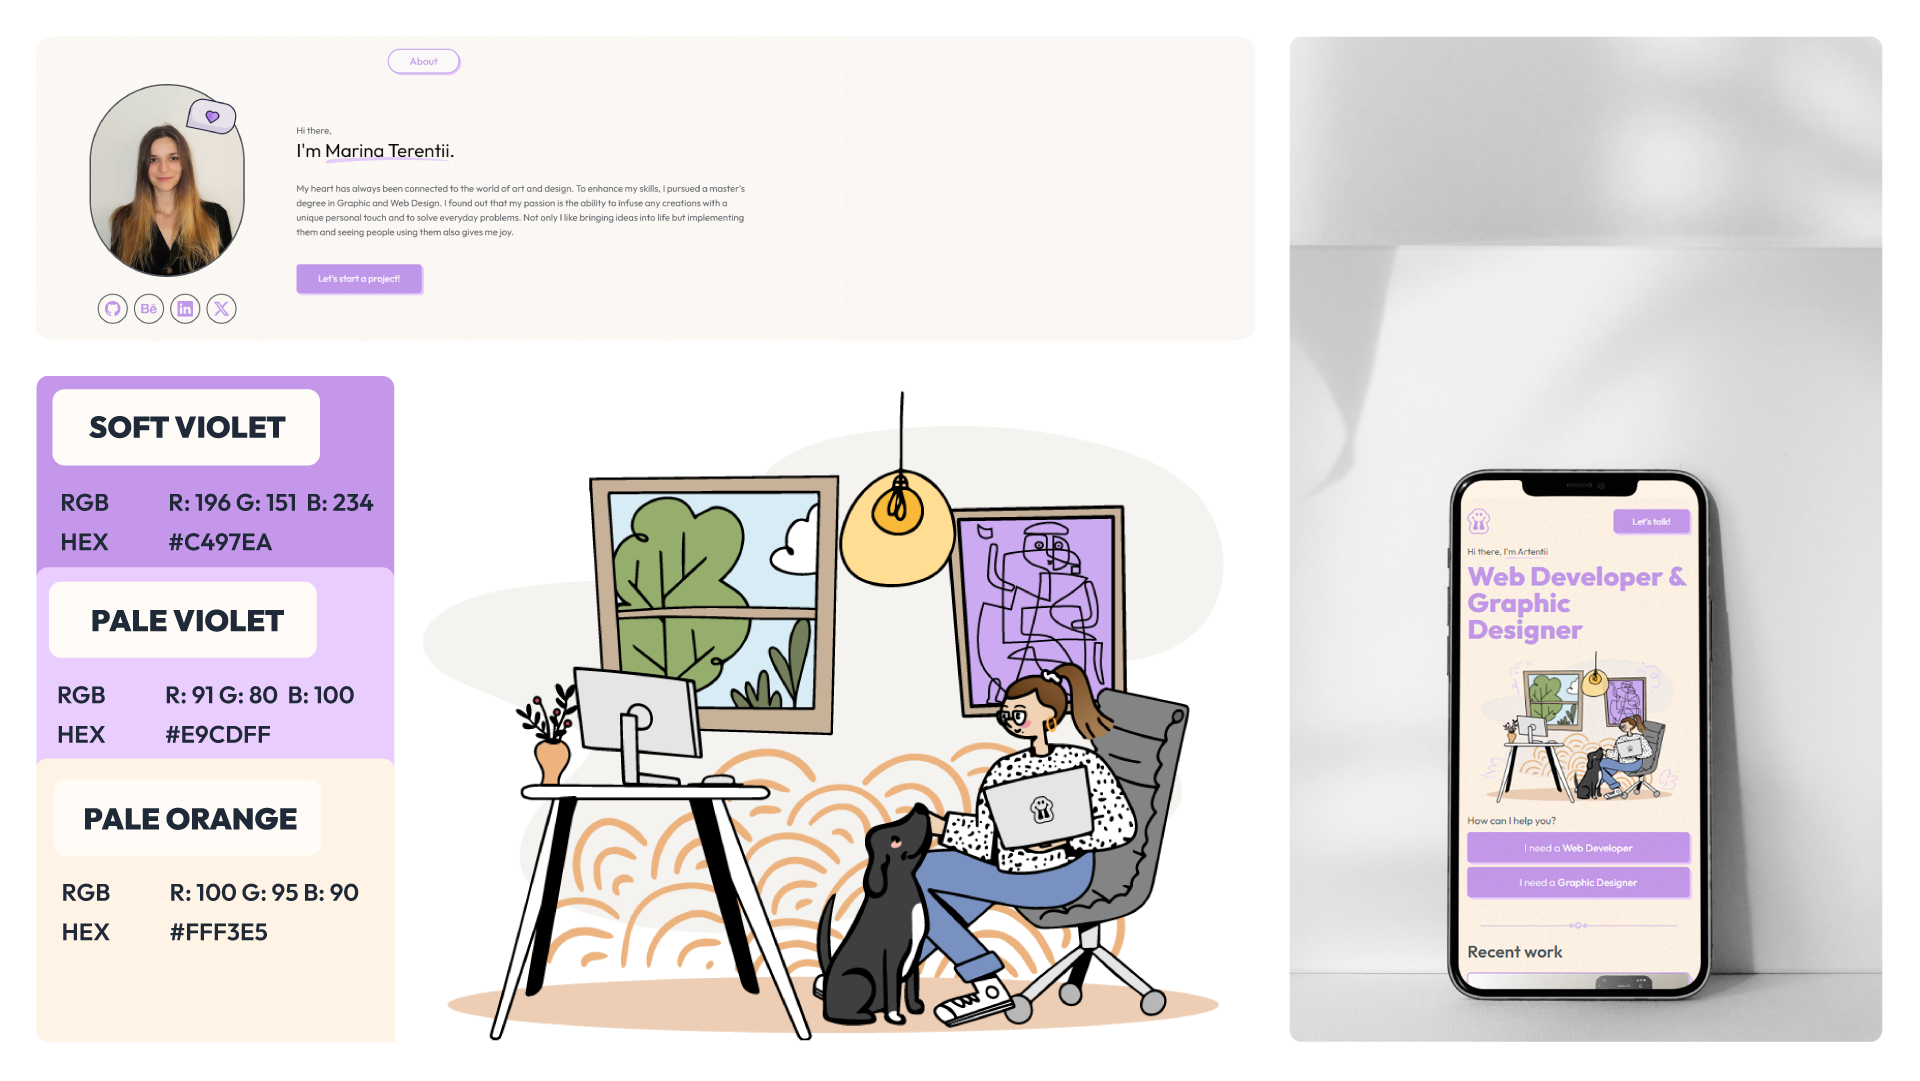 About
Hi there,
I'm Marina Terentii.
My heart has always been connected to the world of art and design. To enhance my skills, I pursued a master's
degree in Graphic and Web Design. I found out that my passion is the ability to infuse any creations with a
unique personal touch and to solve everyday problems. Not only I like bringing ideas into life but implementing
them and seeing people using them also gives me joy.
Let's start a project!
Bē
in
X
SOFT VIOLET
RGB R: 196 G: 151 B: 234
HEX #C497EA
PALE VIOLET
RGB R: 91 G: 80 B: 100
HEX #E9CDFF
PALE ORANGE
RGB R: 100 G: 95 B: 90
HEX #FFF3E5
Let's talk!
Hi there, I'm Artentii
Web Developer &
Graphic
Designer
How can I help you?
I need a Web Developer
I need a Graphic Designer
Recent work